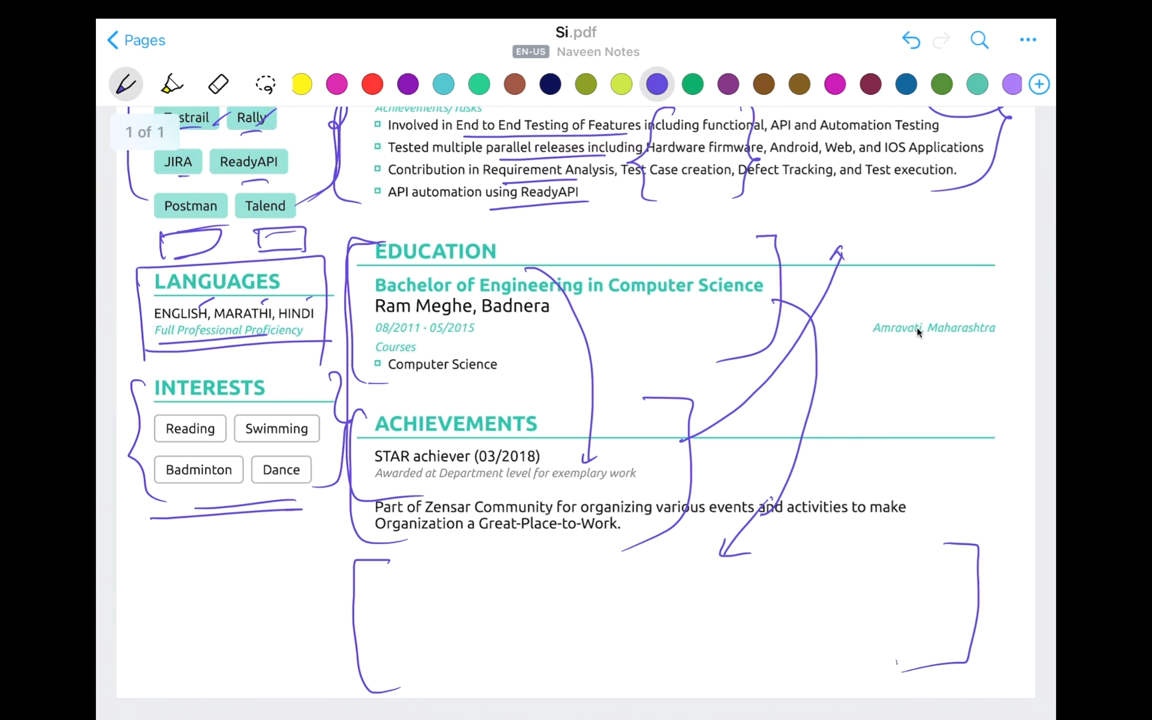 Pages
Si.pdf
EN-US Naveen Notes
1 of 1
Testrail Rally
JIRA ReadyAPI
Postman Talend
LANGUAGES
ENGLISH, MARATHI, HINDI
Full Professional Proficiency
INTERESTS
Reading Swimming
Badminton Dance
Achievements/Tasks
Involved in End to End Testing of Features including functional, API and Automation Testing
Tested multiple parallel releases including Hardware firmware, Android, Web, and IOS Applications
Contribution in Requirement Analysis, Test Case creation, Defect Tracking, and Test execution.
API automation using ReadyAPI
EDUCATION
Bachelor of Engineering in Computer Science
Ram Meghe, Badnera
08/2011 - 05/2015
Amravati, Maharashtra
Courses
Computer Science
ACHIEVEMENTS
STAR achiever (03/2018)
Awarded at Department level for exemplary work
Part of Zensar Community for organizing various events and activities to make
Organization a Great-Place-to-Work.